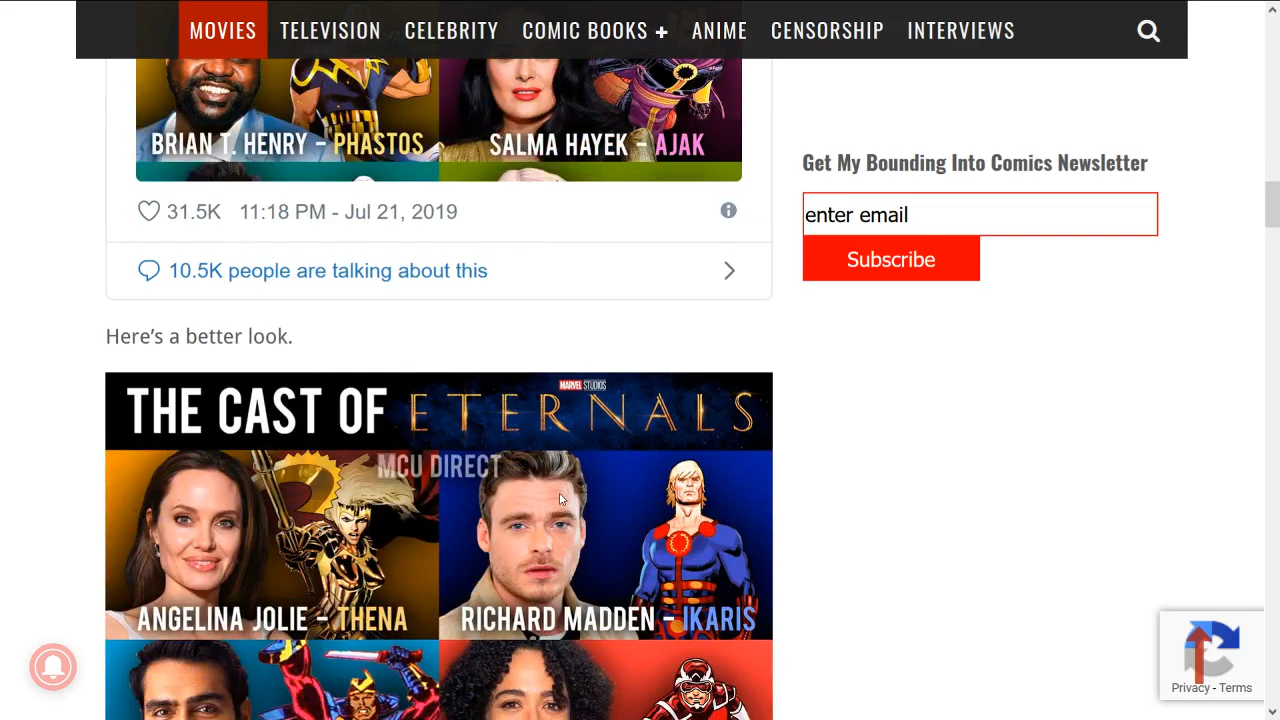 MOVIES TELEVISION CELEBRITY COMIC BOOKS + ANIME CENSORSHIP INTERVIEWS
BRIAN T. HENRY - PHASTOS
SALMA HAYEK - AJAK
31.5K 11:18 PM - Jul 21, 2019
10.5K people are talking about this
Get My Bounding Into Comics Newsletter
enter email
Subscribe
Here's a better look.
THE CAST OF MARVEL STUDIOS ETERNALS
MCU DIRECT
ANGELINA JOLIE - THENA
RICHARD MADDEN - IKARIS
Privacy - Terms